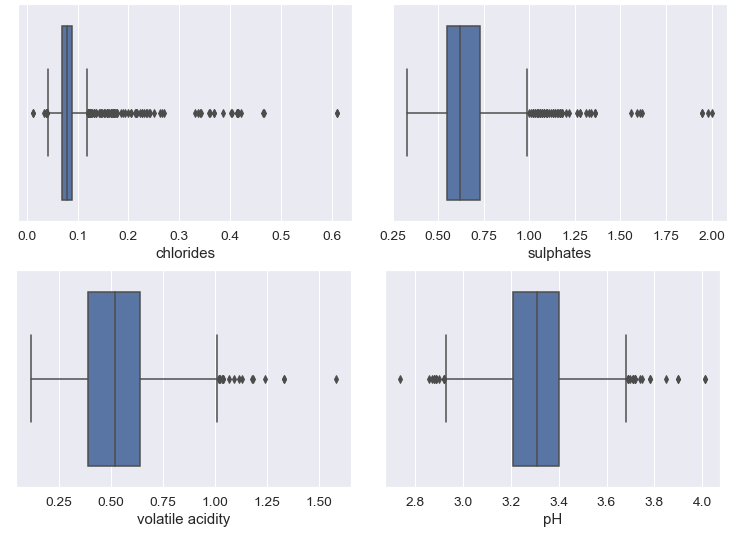 0.0 0.1 0.2 0.3 0.4 0.5 0.6
chlorides
0.25 0.50 0.75 1.00 1.25 1.50 1.75 2.00
sulphates
0.25 0.50 0.75 1.00 1.25 1.50
volatile acidity
2.8 3.0 3.2 3.4 3.6 3.8 4.0
pH